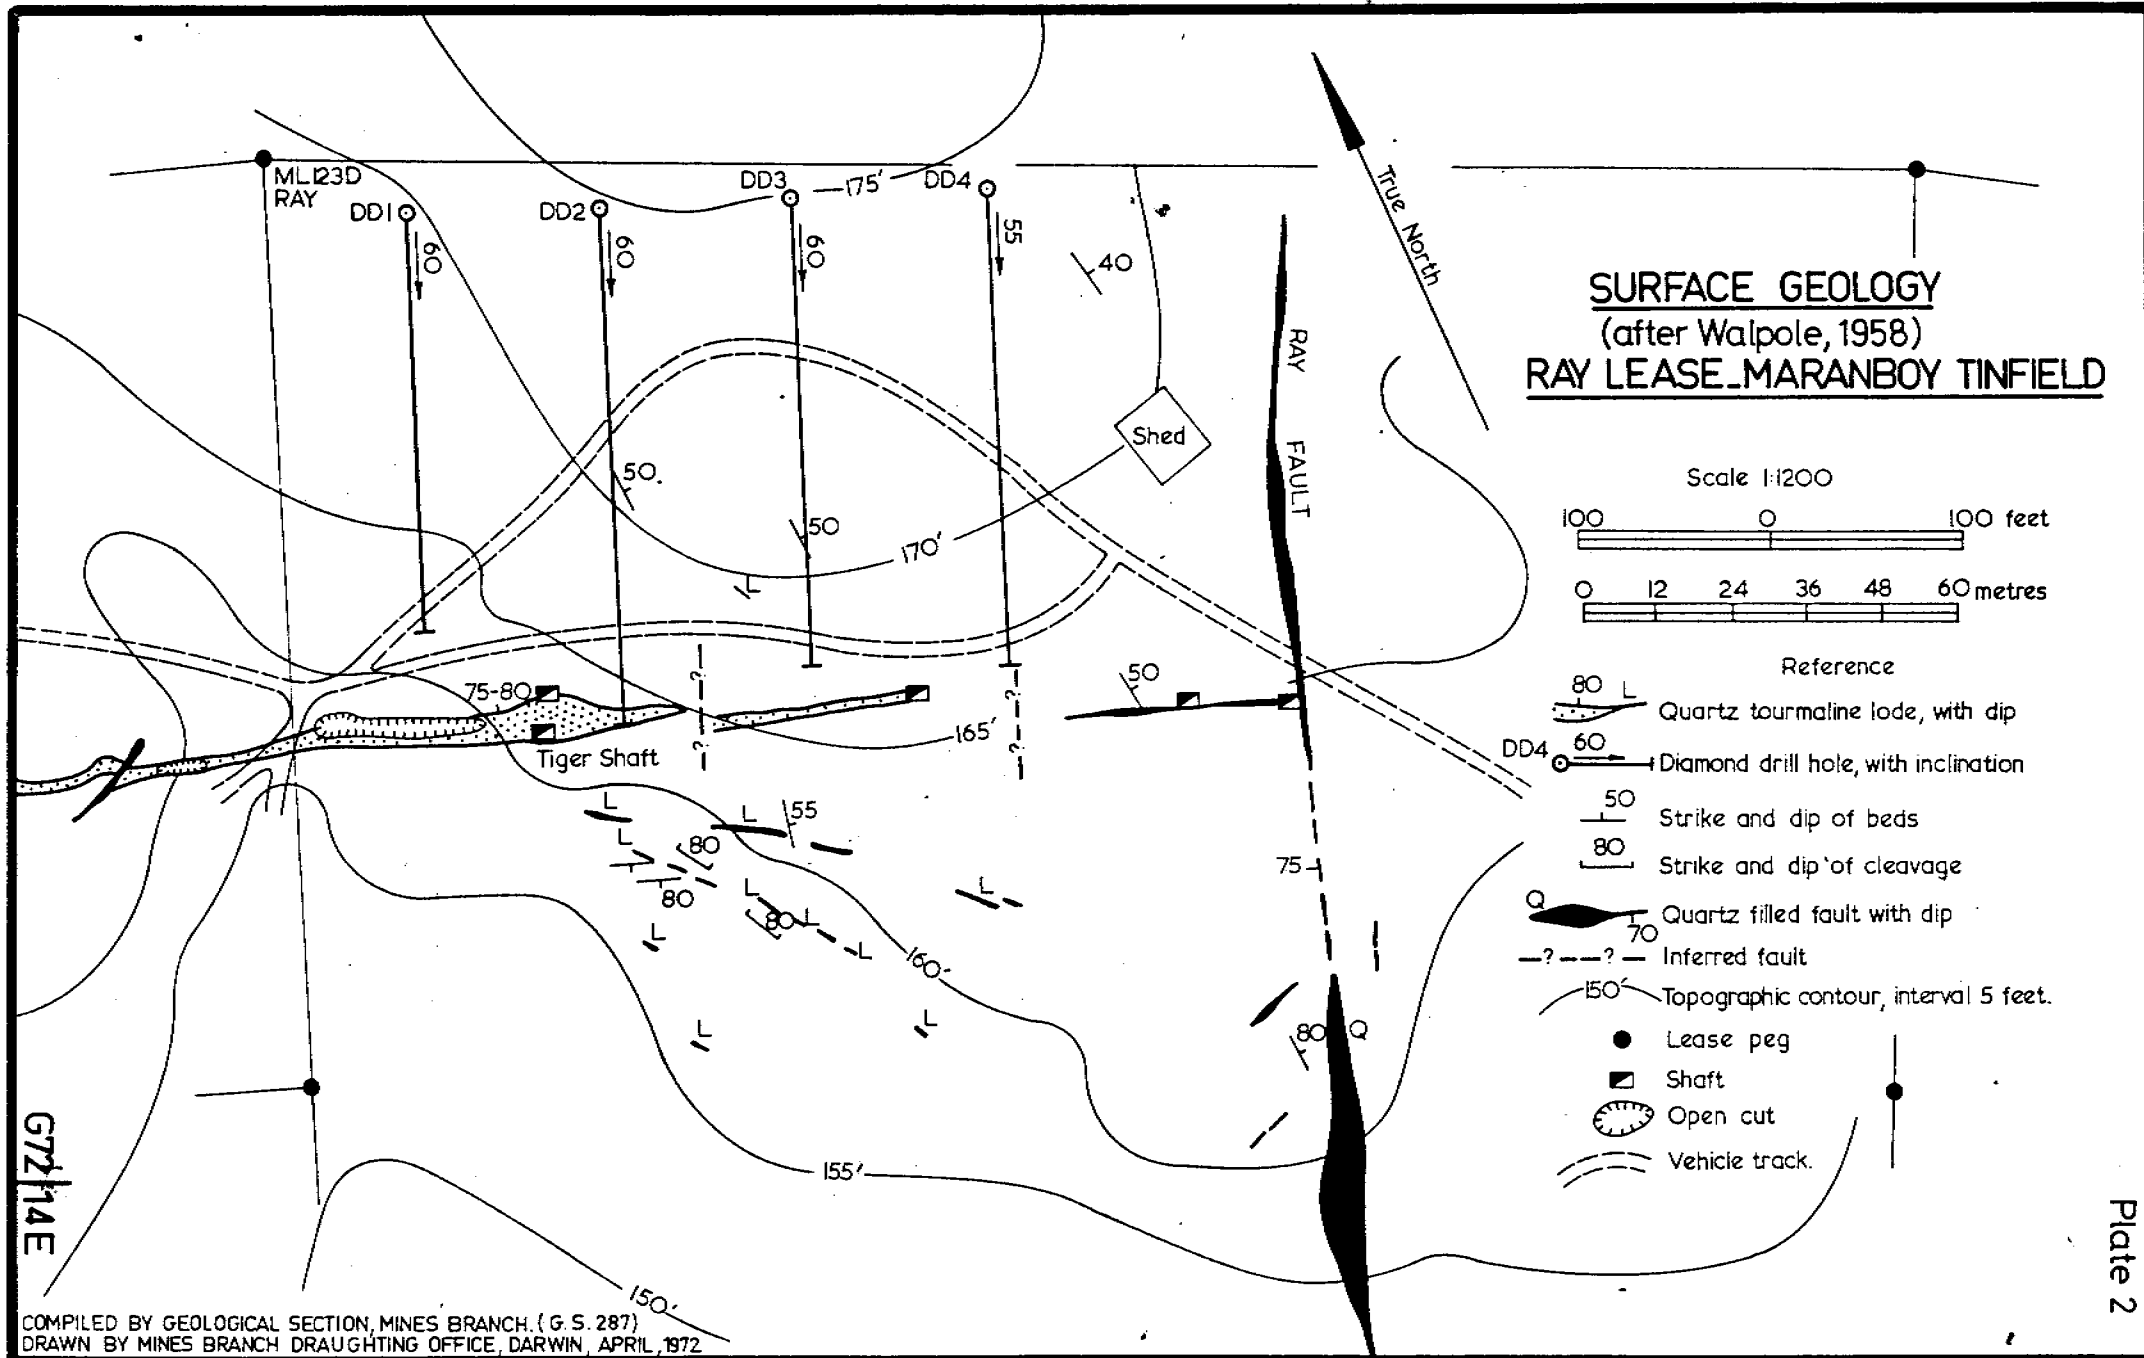 ML123D
RAY
DD1
60
DD2
60
DD3
60
175'
DD4
55
40
True North
RAY FAULT
Shed
50
50
170'
L
75-80
Tiger Shaft
?
?
?
?
50
165'
L
L
55
L
80
80
L
80
L
L
L
L
160'
L
L
75
80
Q
155'
150'
SURFACE GEOLOGY
(after Walpole, 1958)
RAY LEASE_MARANBOY TINFIELD
Scale 1:1200
100 0 100 feet
0 12 24 36 48 60 metres
Reference
80 L
Quartz tourmaline lode, with dip
DD4 60
Diamond drill hole, with inclination
50
Strike and dip of beds
80
Strike and dip of cleavage
Q
70
Quartz filled fault with dip
—?———?— Inferred fault
150' Topographic contour, interval 5 feet.
Lease peg
Shaft
Open cut
Vehicle track.
G72/14E
Plate 2
COMPILED BY GEOLOGICAL SECTION, MINES BRANCH. (G.S. 287)
DRAWN BY MINES BRANCH DRAUGHTING OFFICE, DARWIN, APRIL, 1972